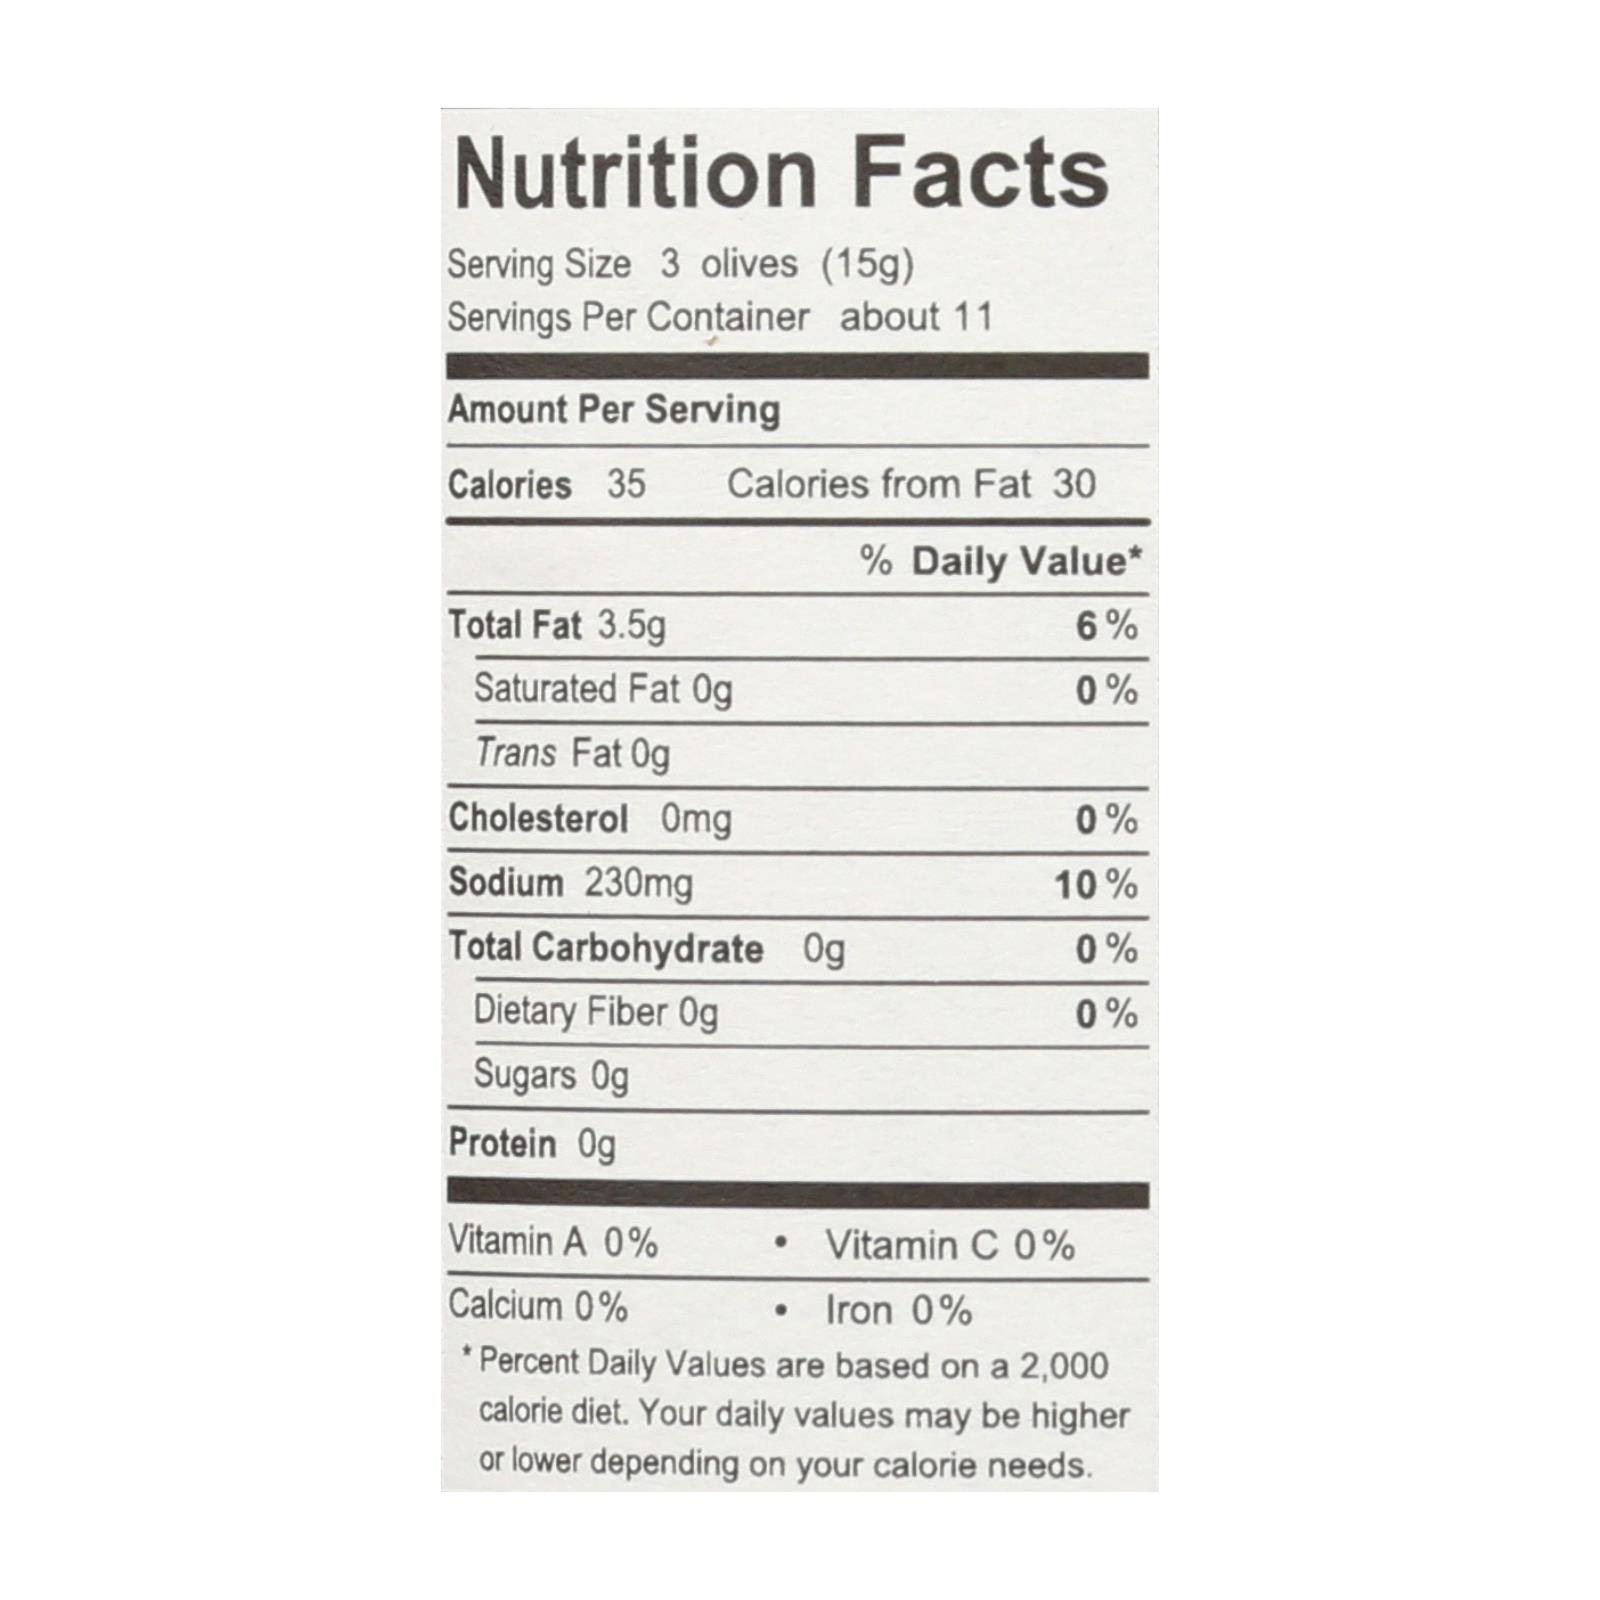 Nutrition Facts
Serving Size 3 olives (15g)
Servings Per Container about 11
Amount Per Serving
Calories 35 Calories from Fat 30
% Daily Value*
Total Fat 3.5g 6%
Saturated Fat 0g 0%
Trans Fat 0g
Cholesterol 0mg 0%
Sodium 230mg 10%
Total Carbohydrate 0g 0%
Dietary Fiber 0g 0%
Sugars 0g
Protein 0g
Vitamin A 0% • Vitamin C 0%
Calcium 0% • Iron 0%
* Percent Daily Values are based on a 2,000
calorie diet. Your daily values may be higher
or lower depending on your calorie needs.